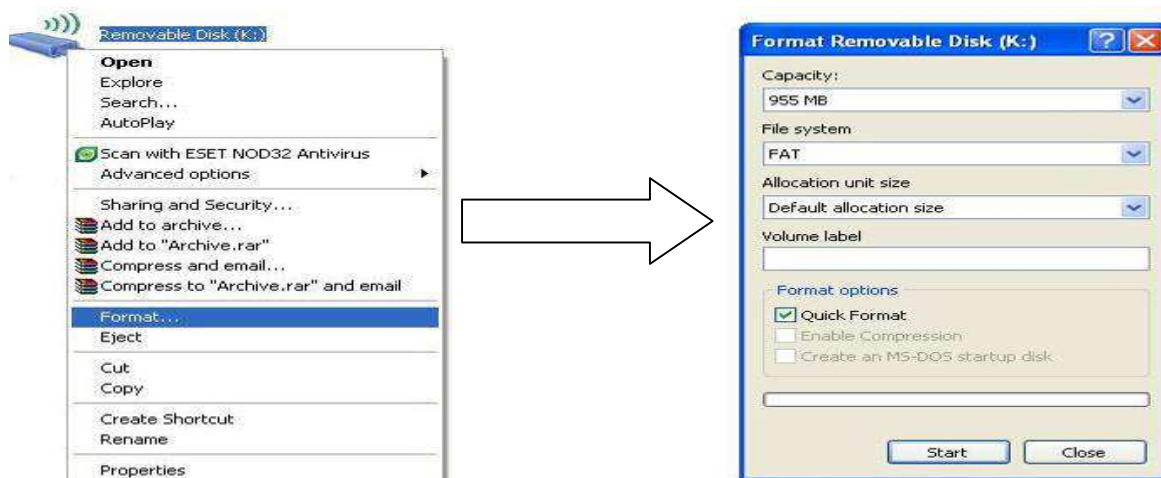 Removable Disk (K:)
Open
Explore
Search...
AutoPlay
Scan with ESET NOD32 Antivirus
Advanced options
Sharing and Security...
Add to archive...
Add to "Archive.rar"
Compress and email...
Compress to "Archive.rar" and email
Format...
Eject
Cut
Copy
Create Shortcut
Rename
Properties
Format Removable Disk (K:)
Capacity:
955 MB
File system
FAT
Allocation unit size
Default allocation size
Volume label
Format options
Quick Format
Enable Compression
Create an MS-DOS startup disk
Start
Close